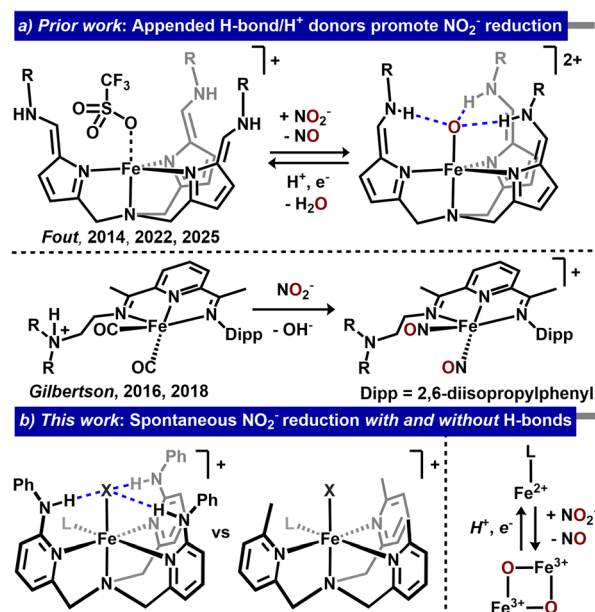 a) Prior work: Appended H-bond/H⁺ donors promote NO₂⁻ reduction
R
NH
CF₃
O
S
O
O
R
NH
R
NH
]⁺
N
Fe
N
N
N
+ NO₂⁻
- NO
H⁺, e⁻
- H₂O
R
N
H
R
N
H
R
N
H
]2+
O
N
Fe
N
N
N
Fout, 2014, 2022, 2025
H
R
N
+
R
OC
N
N
Fe
N
Dipp
OC
NO₂⁻
- OH⁻
]⁺
R
N
R
N
N
Fe
N
Dipp
ON
ON
Gilbertson, 2016, 2018
Dipp = 2,6-diisopropylphenyl
b) This work: Spontaneous NO₂⁻ reduction with and without H-bonds
Ph
N
H
NHPh
X
H
Ph
N
L
N
Fe
N
N
N
]⁺
vs
X
L
N
Fe
N
N
N
]⁺
L
Fe²⁺
H⁺, e⁻
+ NO₂⁻
- NO
O
Fe³⁺
Fe³⁺
O